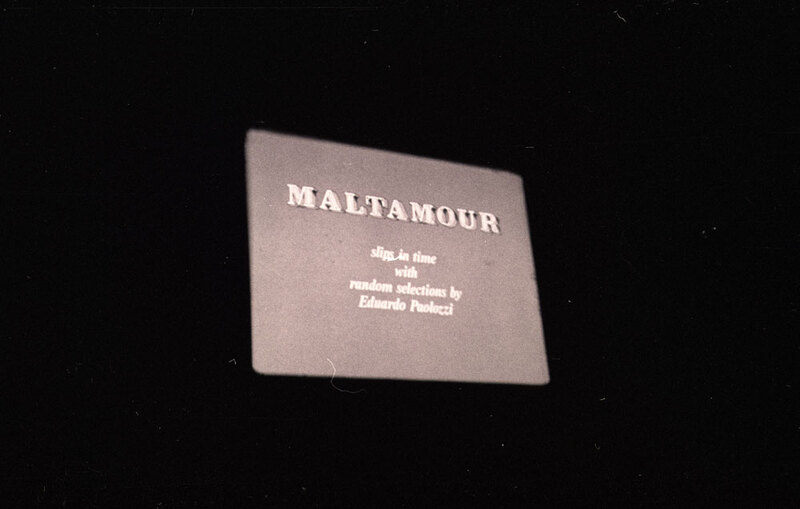 MALTAMOUR
slips in time
with
random selections by
Eduardo Paolozzi